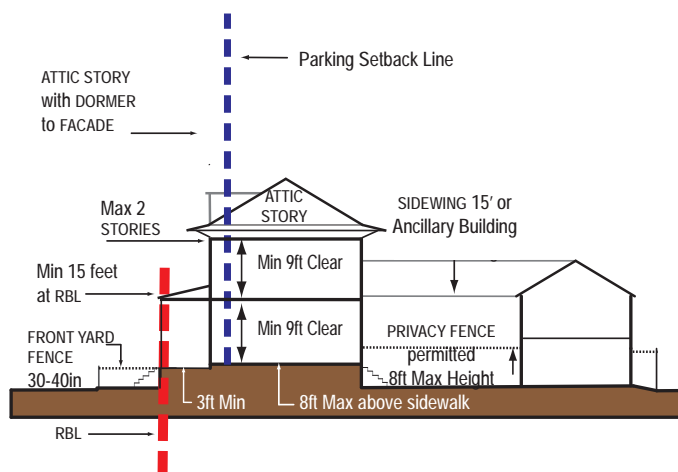 Parking Setback Line
ATTIC STORY
with DORMER
to FACADE
ATTIC
STORY
SIDEWING 15' or
Ancillary Building
Max 2
STORIES
Min 9ft Clear
Min 15 feet
at RBL
Min 9ft Clear
PRIVACY FENCE
permitted
8ft Max Height
FRONT YARD
FENCE
30-40in
3ft Min
8ft Max above sidewalk
RBL